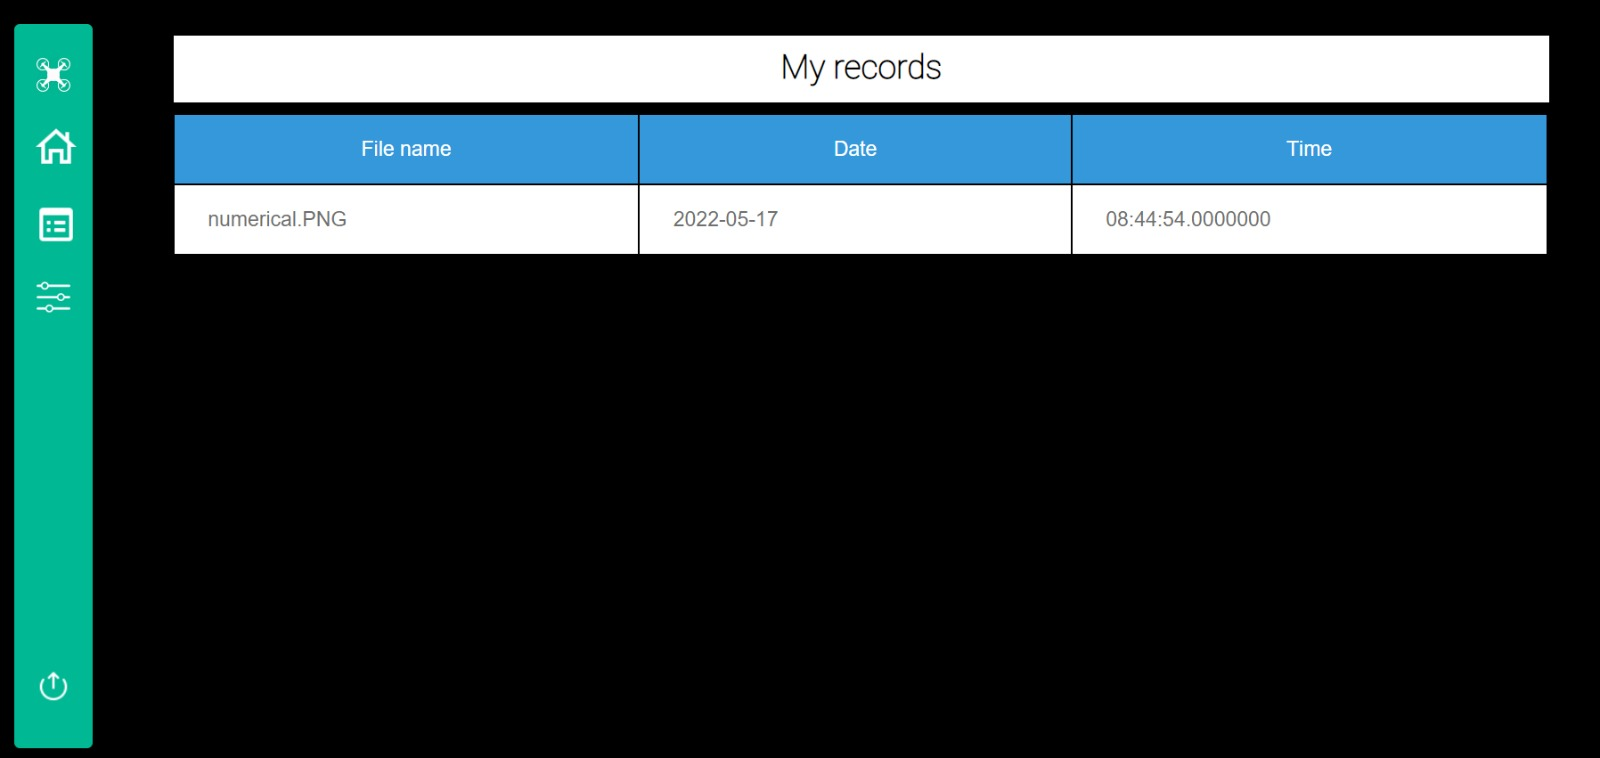 My records
File name Date Time
numerical.PNG 2022-05-17 08:44:54.0000000